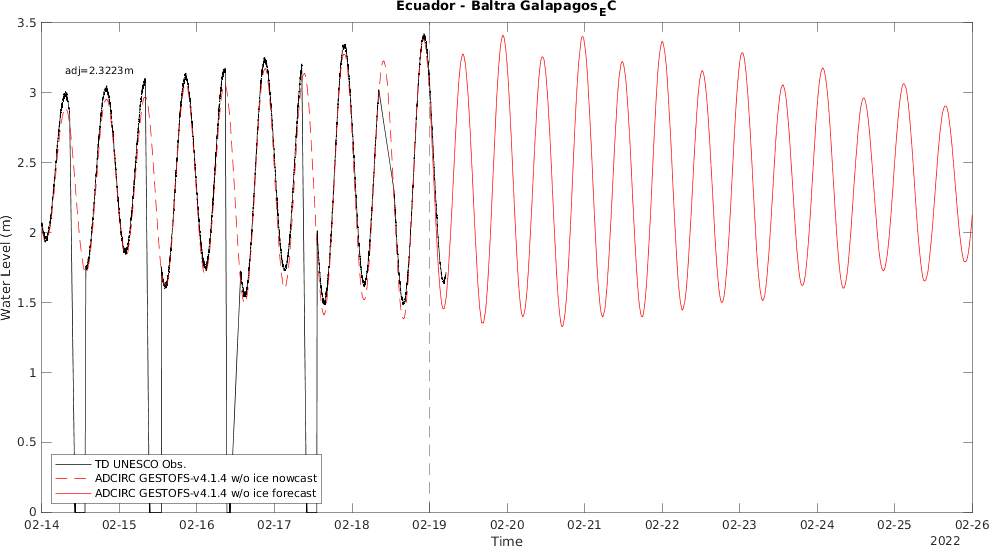 Ecuador - Baltra Galapagos_EC
3.5
adj=2.3223m
3
2.5
2
1.5
1
0.5
0
Water Level (m)
TD UNESCO Obs.
ADCIRC GESTOFS-v4.1.4 w/o ice nowcast
ADCIRC GESTOFS-v4.1.4 w/o ice forecast
02-14 02-15 02-16 02-17 02-18 02-19 02-20 02-21 02-22 02-23 02-24 02-25 02-26
Time
2022